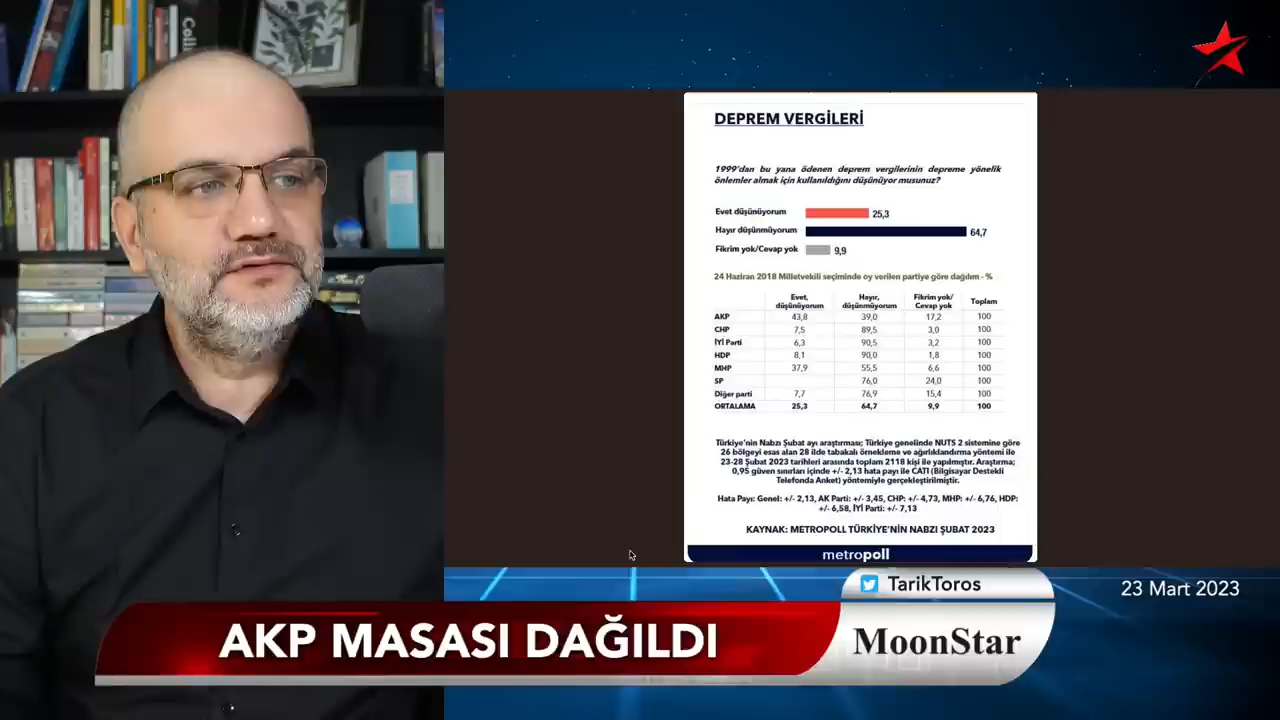 Colli
DEPREM VERGİLERİ
1999'dan bu yana ödenen deprem vergilerinin depreme yönelik
önlemler almak için kullanıldığını düşünüyor musunuz?
Evet düşünüyorum 25,3
Hayır düşünmüyorum 64,7
Fikrim yok/Cevap yok 9,9
24 Haziran 2018 Milletvekili seçiminde oy verilen partiye göre dağılım - %
Evet, düşünüyorum Hayır, düşünmüyorum Fikrim yok/ Cevap yok Toplam
AKP 43,8 39,0 17,2 100
CHP 7,5 89,5 3,0 100
İYİ Parti 6,3 90,5 3,2 100
HDP 8,1 90,0 1,8 100
MHP 37,9 55,5 6,6 100
SP 76,0 24,0 100
Diğer parti 7,7 76,9 15,4 100
ORTALAMA 25,3 64,7 9,9 100
Türkiye'nin Nabzı Şubat ayı araştırması; Türkiye genelinde NUTS 2 sistemine göre
26 bölgeyi esas alan 28 ilde tabakalı örnekleme ve ağırlıklandırma yöntemi ile
23-28 Şubat 2023 tarihleri arasında toplam 2118 kişi ile yapılmıştır. Araştırma;
0,95 güven sınırları içinde +/- 2,13 hata payı ile CATI (Bilgisayar Destekli
Telefonda Anket) yöntemiyle gerçekleştirilmiştir.
Hata Payı: Genel: +/- 2,13, AK Parti: +/- 3,45, CHP: +/- 4,73, MHP: +/- 6,76, HDP:
+/- 6,58, İYİ Parti: +/- 7,13
KAYNAK: METROPOLL TÜRKİYE'NİN NABZI ŞUBAT 2023
metropoll
TarikToros
23 Mart 2023
AKP MASASI DAĞILDI
MoonStar